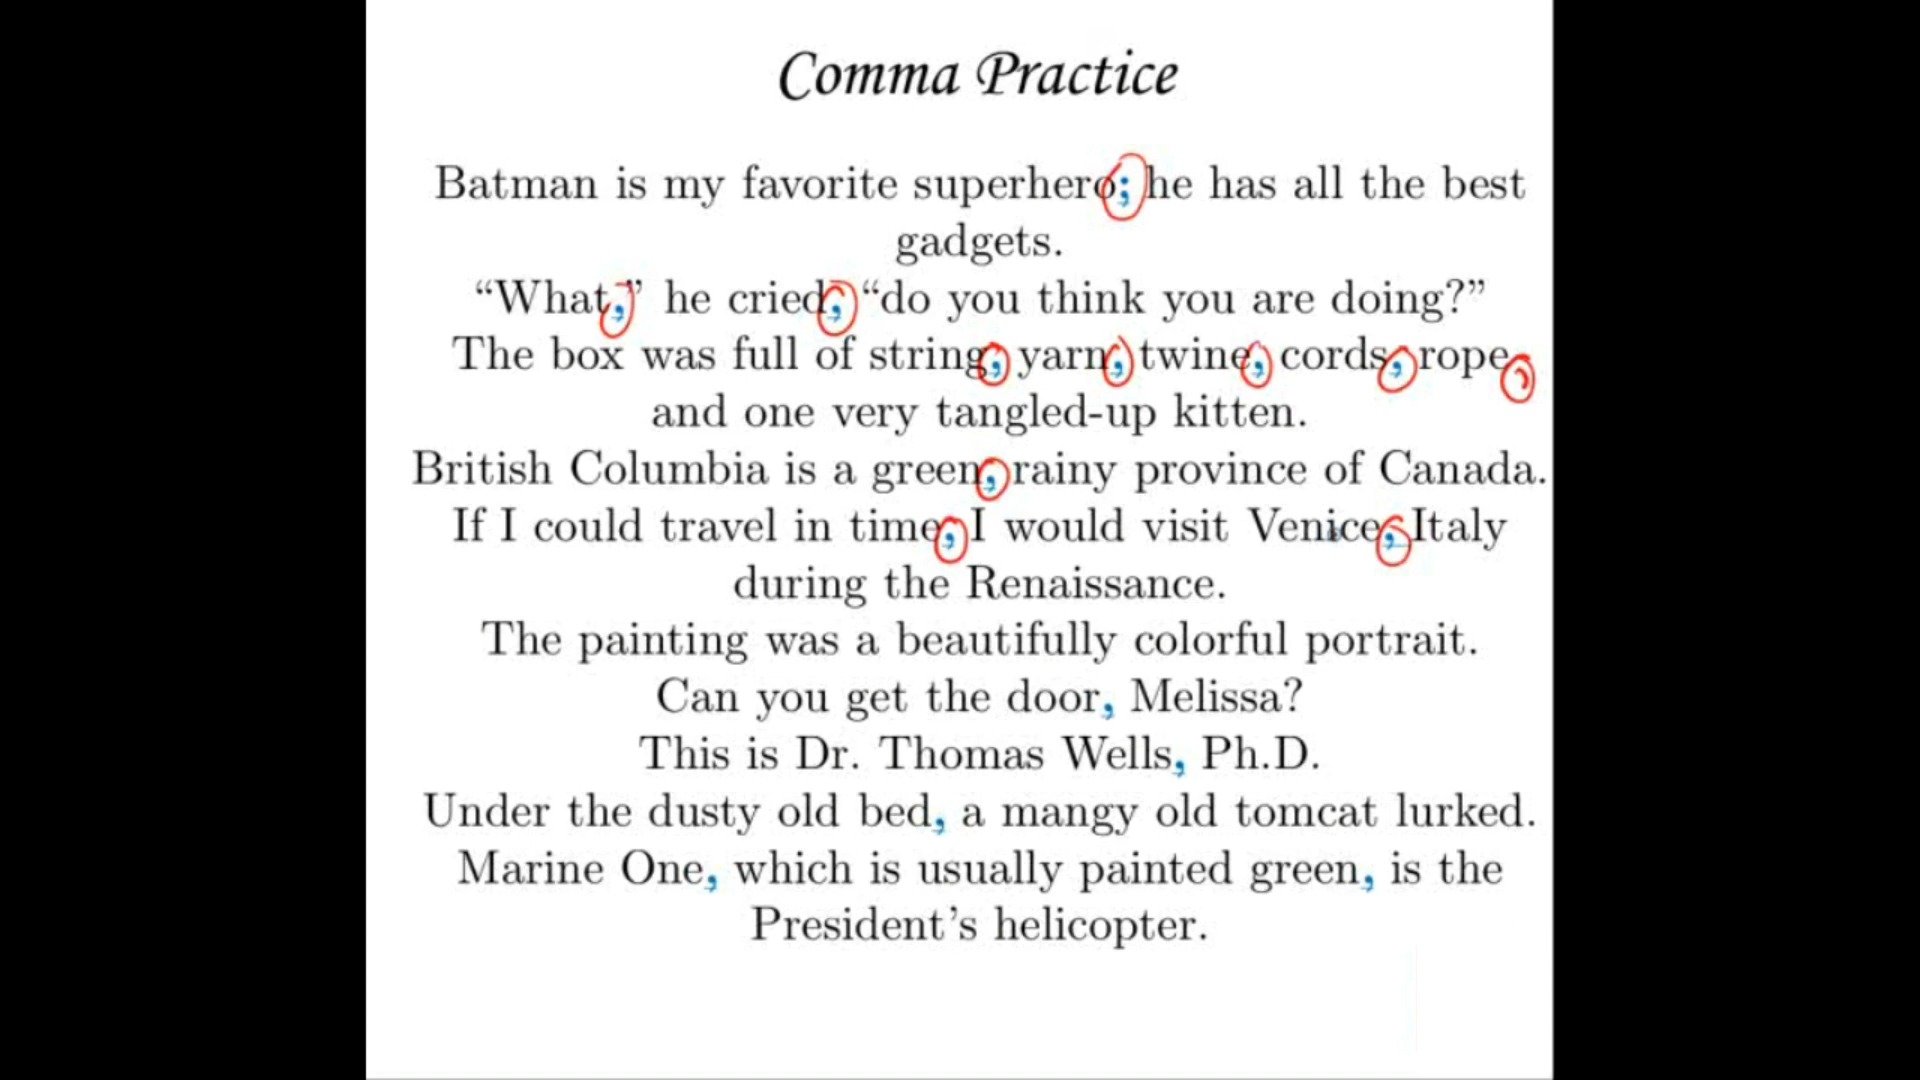 Comma Practice
Batman is my favorite superhero; he has all the best
gadgets.
“What,” he cried, “do you think you are doing?”
The box was full of string, yarn, twine, cords, rope,
and one very tangled-up kitten.
British Columbia is a green, rainy province of Canada.
If I could travel in time, I would visit Venice, Italy
during the Renaissance.
The painting was a beautifully colorful portrait.
Can you get the door, Melissa?
This is Dr. Thomas Wells, Ph.D.
Under the dusty old bed, a mangy old tomcat lurked.
Marine One, which is usually painted green, is the
President’s helicopter.